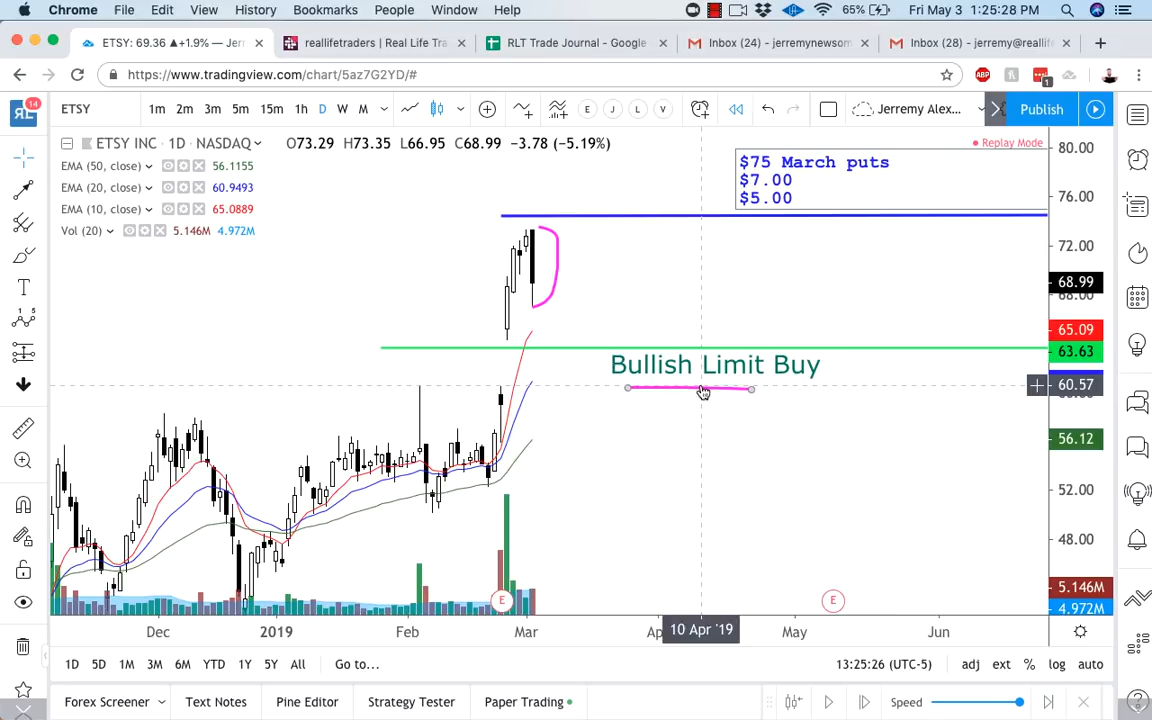 Chrome File Edit View History Bookmarks People Window Help 65% Fri May 3 1:25:28 PM
ETSY: 69.36 ▲+1.9% — Jerr × reallifetraders | Real Life Tra × RLT Trade Journal - Google × Inbox (24) - jerremynewsom × Inbox (28) - jeremy@reallife ×
https://www.tradingview.com/chart/5az7G2YD/#
ABP 1
14 ETSY 1m 2m 3m 5m 15m 1h D W M E J L V Jeremy Alex... Publish
RL
ETSY INC · 1D · NASDAQ O73.29 H73.35 L66.95 C68.99 −3.78 (−5.19%)
Replay Mode
80.00
EMA (50, close) 56.1155
EMA (20, close) 60.9493
EMA (10, close) 65.0889
Vol (20) 5.146M 4.972M
$75 March puts
$7.00
$5.00
76.00
72.00
68.99
68.00
65.09
63.63
Bullish Limit Buy
60.57
56.12
52.00
48.00
5.146M
4.972M
E E
Dec 2019 Feb Mar Ap 10 Apr '19 May Jun
1D 5D 1M 3M 6M YTD 1Y 5Y All Go to... 13:25:26 (UTC-5) adj ext % log auto
Forex Screener Text Notes Pine Editor Strategy Tester Paper Trading Speed